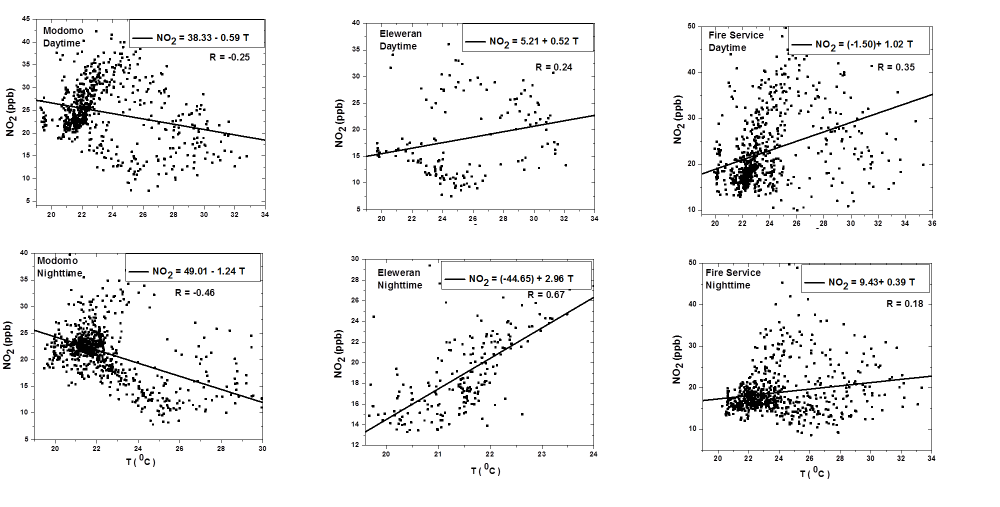 Modomo
Daytime
NO2 = 38.33 - 0.59 T
R = -0.25
NO2 (ppb)
45
40
35
30
25
20
15
10
5
20 22 24 26 28 30 32 34
Eleweran
Daytime
NO2 = 5.21 + 0.52 T
R = 0.24
NO2 (ppb)
40
35
30
25
20
15
10
5
20 22 24 26 28 30 32 34
Fire Service
Daytime
NO2 = (-1.50)+ 1.02 T
R = 0.35
NO2 (ppb)
50
40
30
20
10
20 22 24 26 28 30 32 34 36
Modomo
Nighttime
NO2 = 49.01 - 1.24 T
R = -0.46
NO2 (ppb)
40
35
30
25
20
15
10
5
20 22 24 26 28 30
T ( 0C )
Eleweran
Nighttime
NO2 = (-44.65) + 2.96 T
R = 0.67
NO2 (ppb)
30
28
26
24
22
20
18
16
14
12
20 21 22 23 24
T ( 0C )
Fire Service
Nighttime
NO2 = 9.43+ 0.39 T
R = 0.18
NO2 (ppb)
50
40
30
20
10
20 22 24 26 28 30 32 34
T ( 0C )